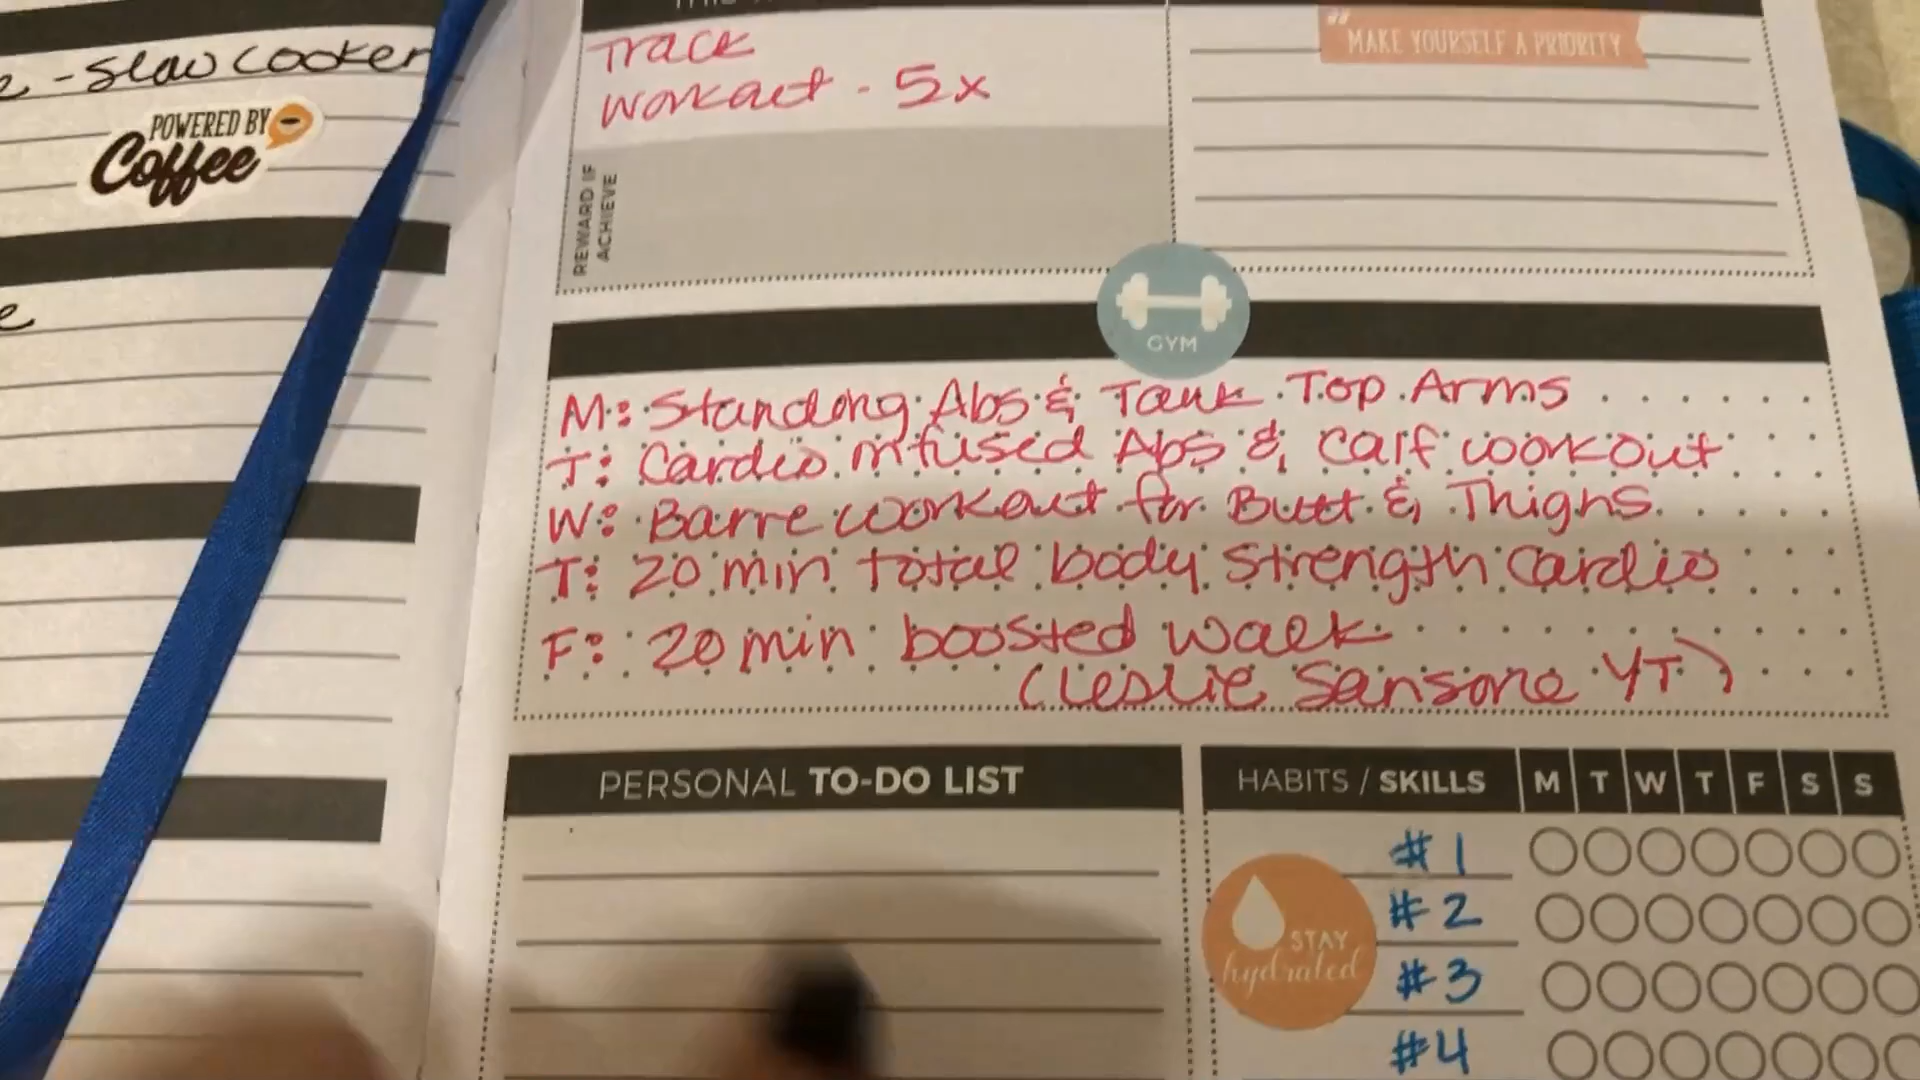 - Slow cooker
POWERED BY
Coffee
Track
Workout - 5x
REWARD IF
ACHIEVE
MAKE YOURSELF A PRIORITY
GYM
M: Standing Abs & Tank Top Arms
T: Cardio infused Abs & Calf workout
W: Barre workout for Butt & Thighs
T: 20 min total body strength Cardio
F: 20 min boosted walk
(Leslie Sansone YT)
PERSONAL TO-DO LIST
HABITS / SKILLS M T W T F S S
#1
#2
STAY
hydrated
#3
#4